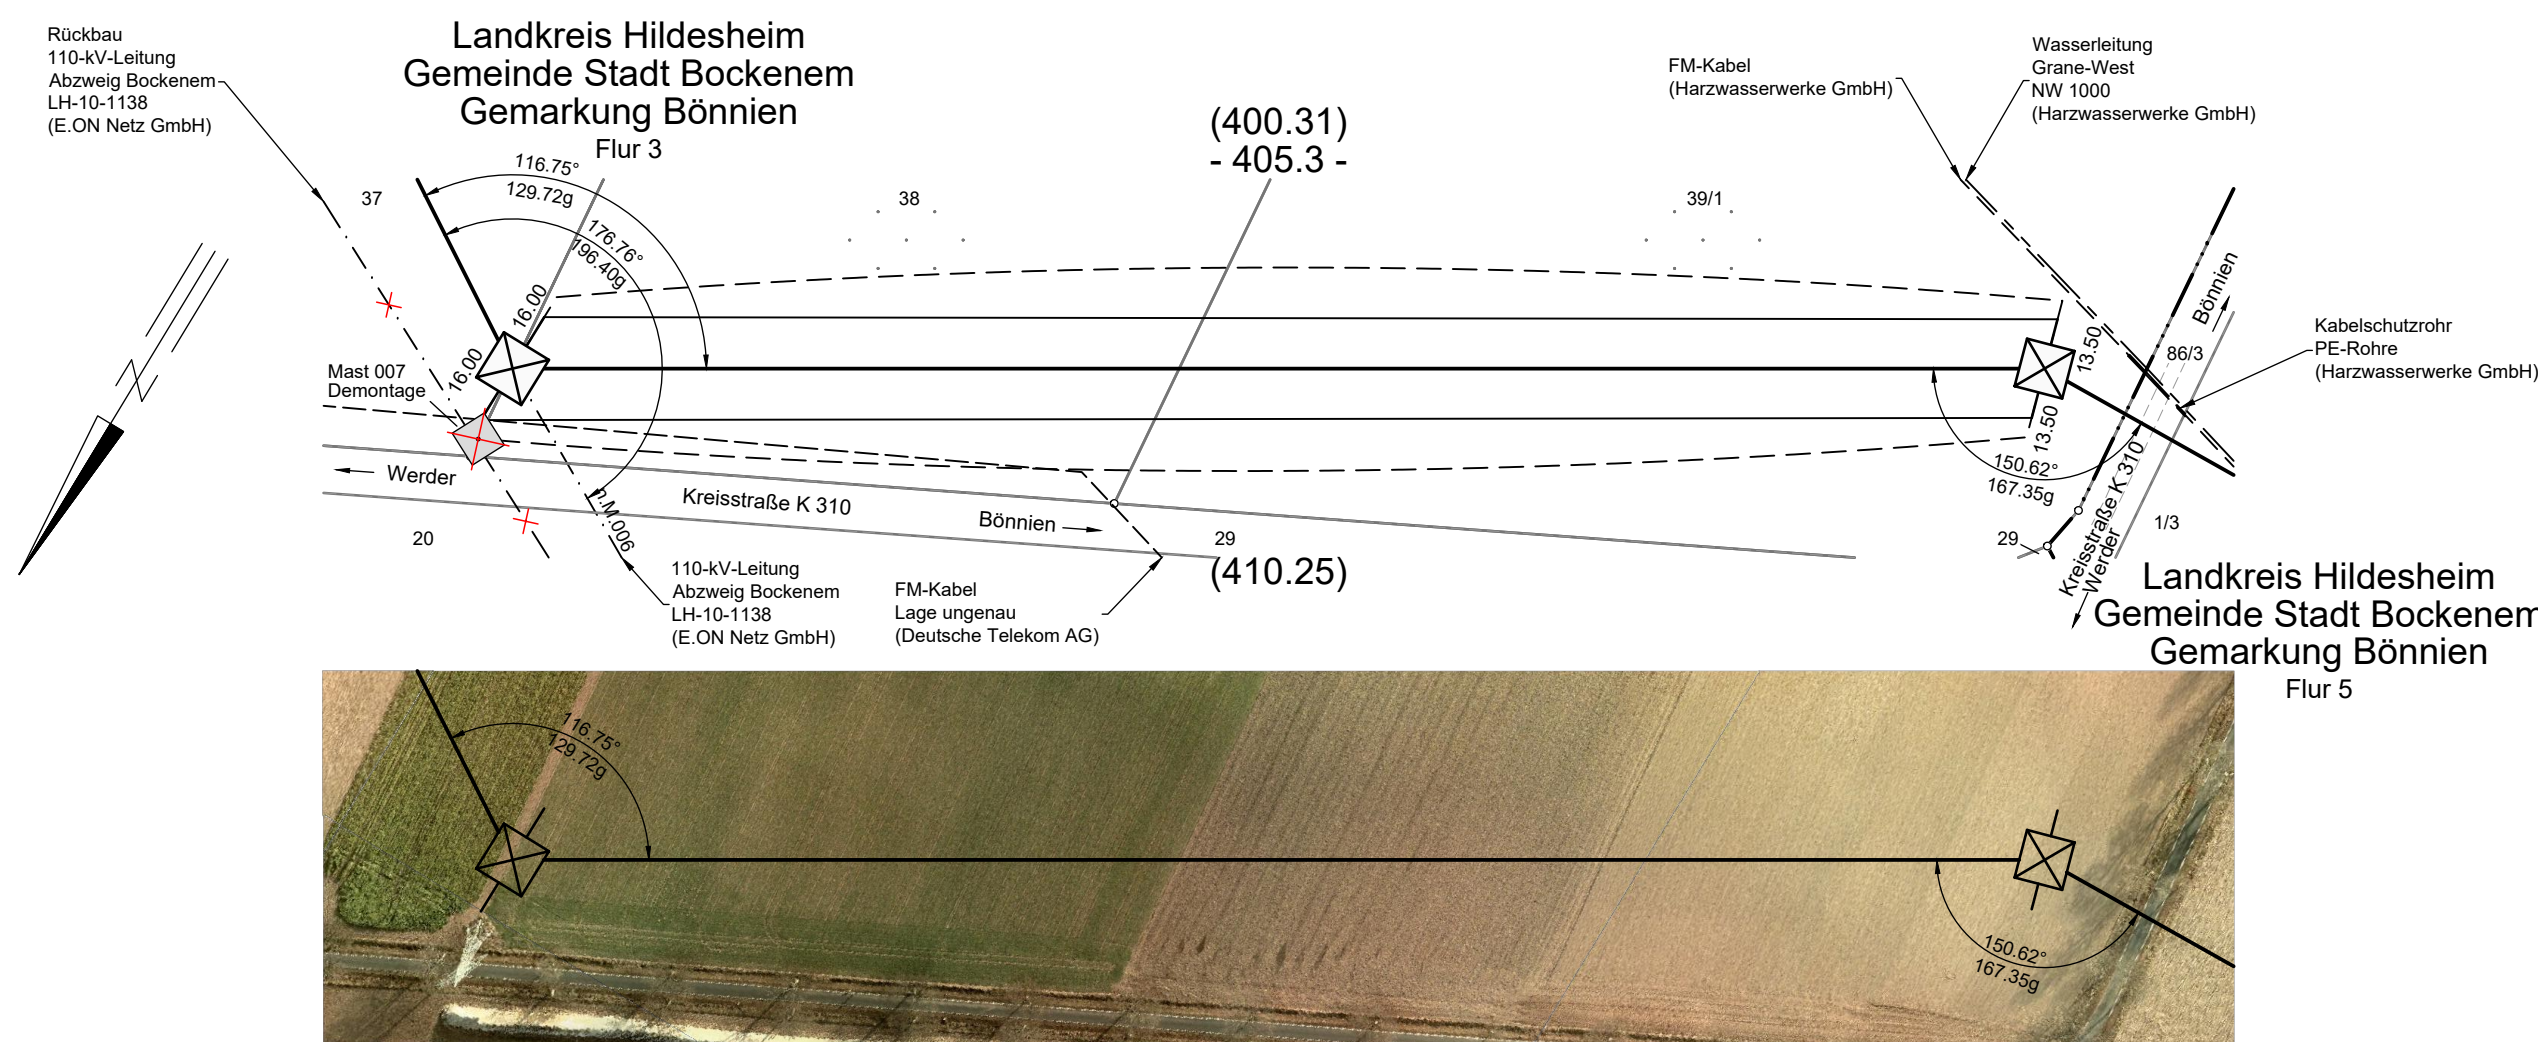 Rückbau
110-kV-Leitung
Abzweig Bockenem
LH-10-1138
(E.ON Netz GmbH)
Landkreis Hildesheim
Gemeinde Stadt Bockenem
Gemarkung Bönnien
Flur 3
(400.31)
- 405.3 -
FM-Kabel
(Harzwasserwerke GmbH)
Wasserleitung
Grane-West
NW 1000
(Harzwasserwerke GmbH)
116.75°
129.72g
37
38
39/1
176.76°
196.40g
16.00
16.00
Mast 007
Demontage
N
Bönnien
13.50
86/3
Kabelschutzrohr
PE-Rohre
(Harzwasserwerke GmbH)
13.50
150.62°
167.35g
Werder
Kreisstraße K 310
Bönnien
n.M.006
20
29
(410.25)
29
Kreisstraße K 310
Werder
1/3
110-kV-Leitung
Abzweig Bockenem
LH-10-1138
(E.ON Netz GmbH)
FM-Kabel
Lage ungenau
(Deutsche Telekom AG)
Landkreis Hildesheim
Gemeinde Stadt Bockenem
Gemarkung Bönnien
Flur 5
116.75°
129.72g
150.62°
167.35g